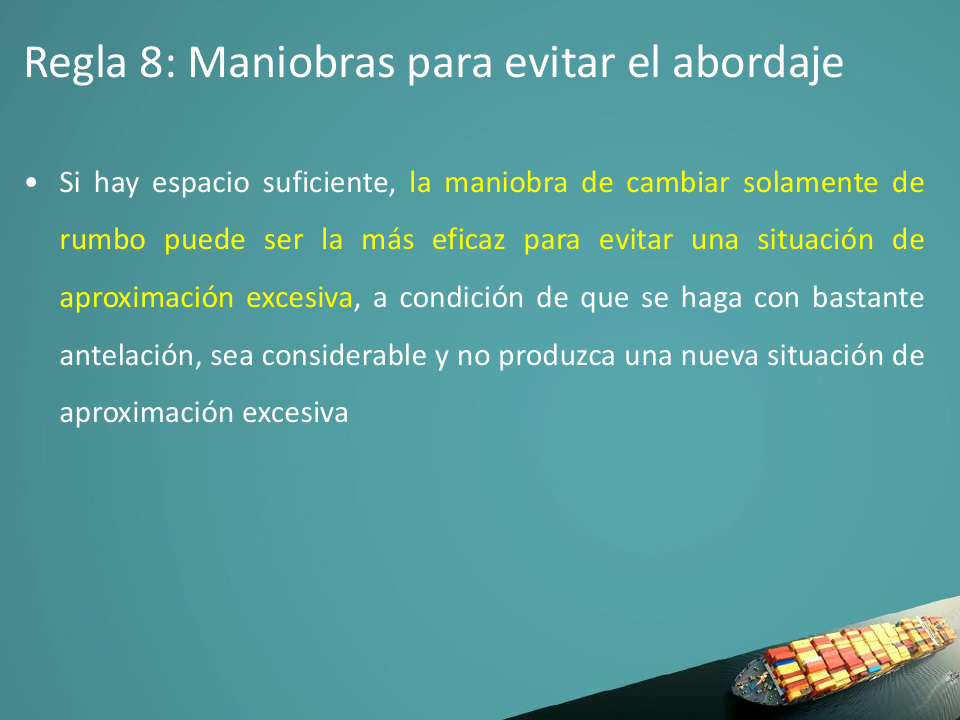 Regla 8: Maniobras para evitar el abordaje
• Si hay espacio suficiente, la maniobra de cambiar solamente de
rumbo puede ser la más eficaz para evitar una situación de
aproximación excesiva, a condición de que se haga con bastante
antelación, sea considerable y no produzca una nueva situación de
aproximación excesiva